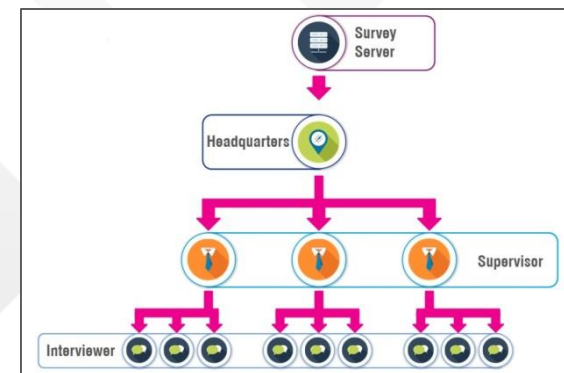 Survey
Server
Headquarters
Supervisor
Interviewer